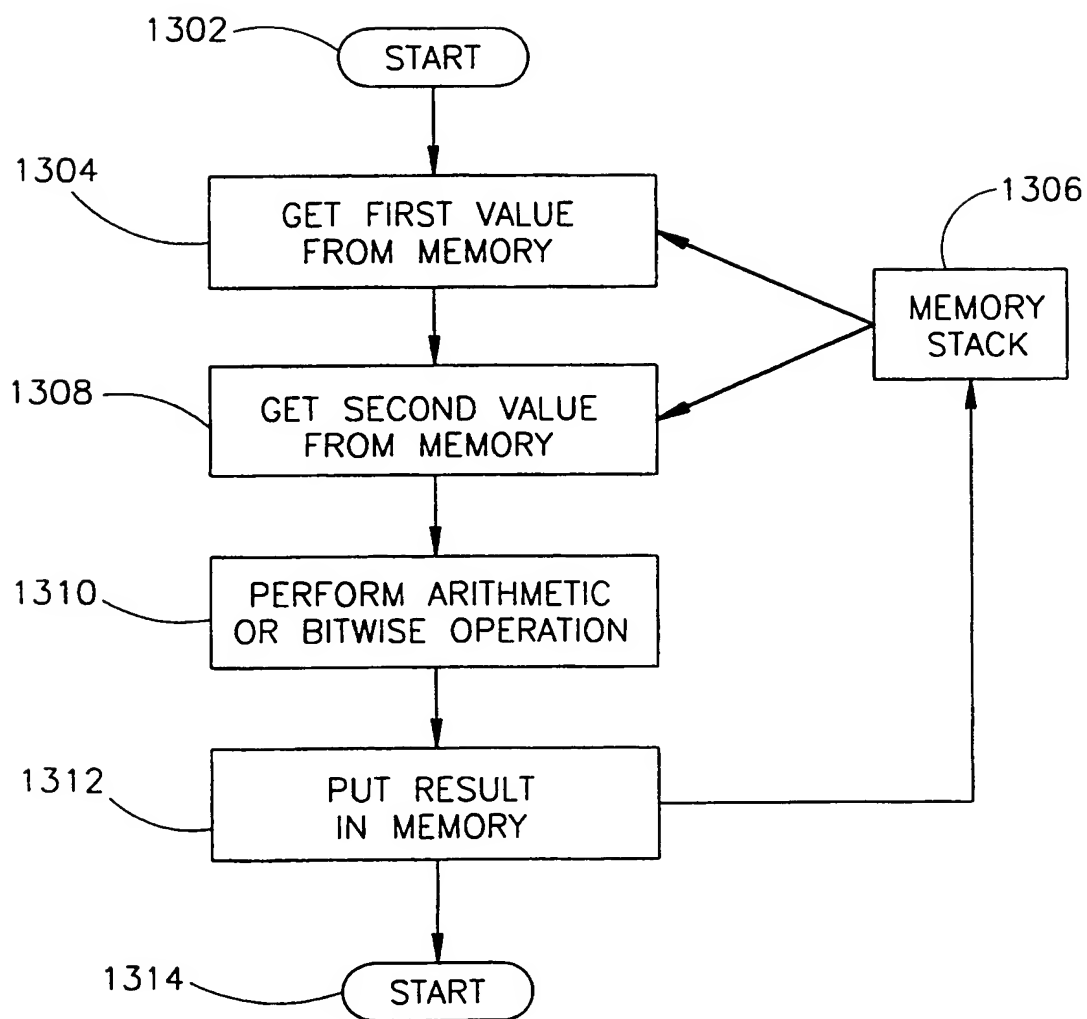 1302
START
1304
GET FIRST VALUE
FROM MEMORY
1306
MEMORY
STACK
1308
GET SECOND VALUE
FROM MEMORY
1310
PERFORM ARITHMETIC
OR BITWISE OPERATION
1312
PUT RESULT
IN MEMORY
1314
START